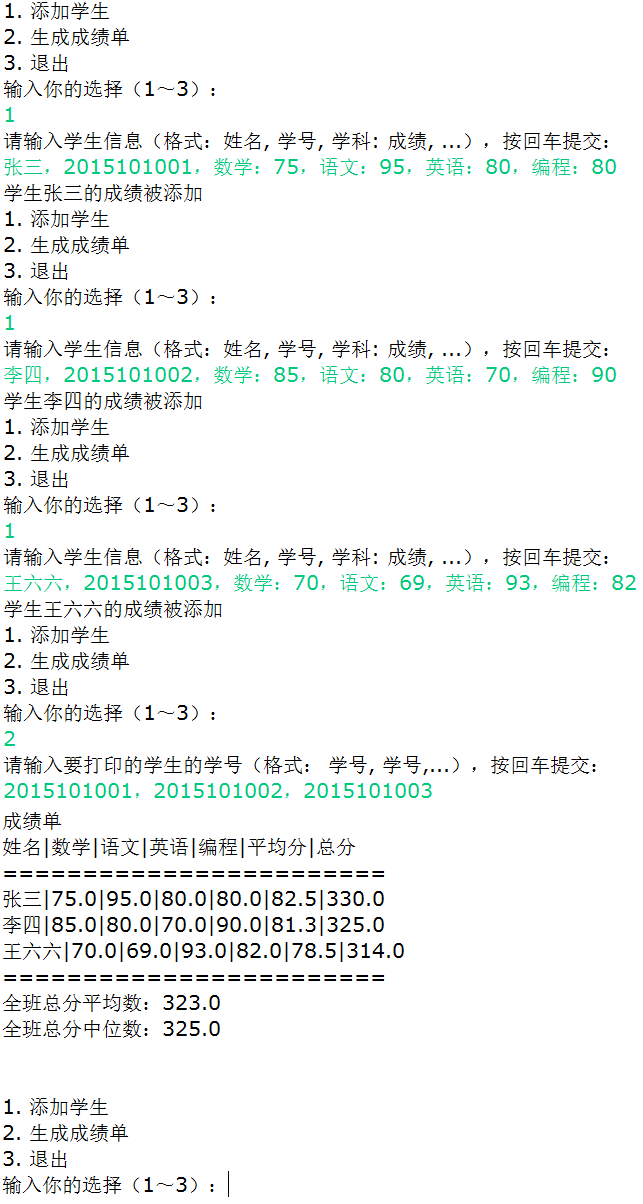 1. 添加学生
2. 生成成绩单
3. 退出
输入你的选择（1～3）：
1
请输入学生信息（格式：姓名, 学号, 学科: 成绩, ...），按回车提交：
张三，2015101001，数学：75，语文：95，英语：80，编程：80
学生张三的成绩被添加
1. 添加学生
2. 生成成绩单
3. 退出
输入你的选择（1～3）：
1
请输入学生信息（格式：姓名, 学号, 学科: 成绩, ...），按回车提交：
李四，2015101002，数学：85，语文：80，英语：70，编程：90
学生李四的成绩被添加
1. 添加学生
2. 生成成绩单
3. 退出
输入你的选择（1～3）：
1
请输入学生信息（格式：姓名, 学号, 学科: 成绩, ...），按回车提交：
王六六，2015101003，数学：70，语文：69，英语：93，编程：82
学生王六六的成绩被添加
1. 添加学生
2. 生成成绩单
3. 退出
输入你的选择（1～3）：
2
请输入要打印的学生的学号（格式： 学号, 学号,...），按回车提交：
2015101001，2015101002，2015101003
成绩单
姓名|数学|语文|英语|编程|平均分|总分
========================
张三|75.0|95.0|80.0|80.0|82.5|330.0
李四|85.0|80.0|70.0|90.0|81.3|325.0
王六六|70.0|69.0|93.0|82.0|78.5|314.0
========================
全班总分平均数：323.0
全班总分中位数：325.0
1. 添加学生
2. 生成成绩单
3. 退出
输入你的选择（1～3）：